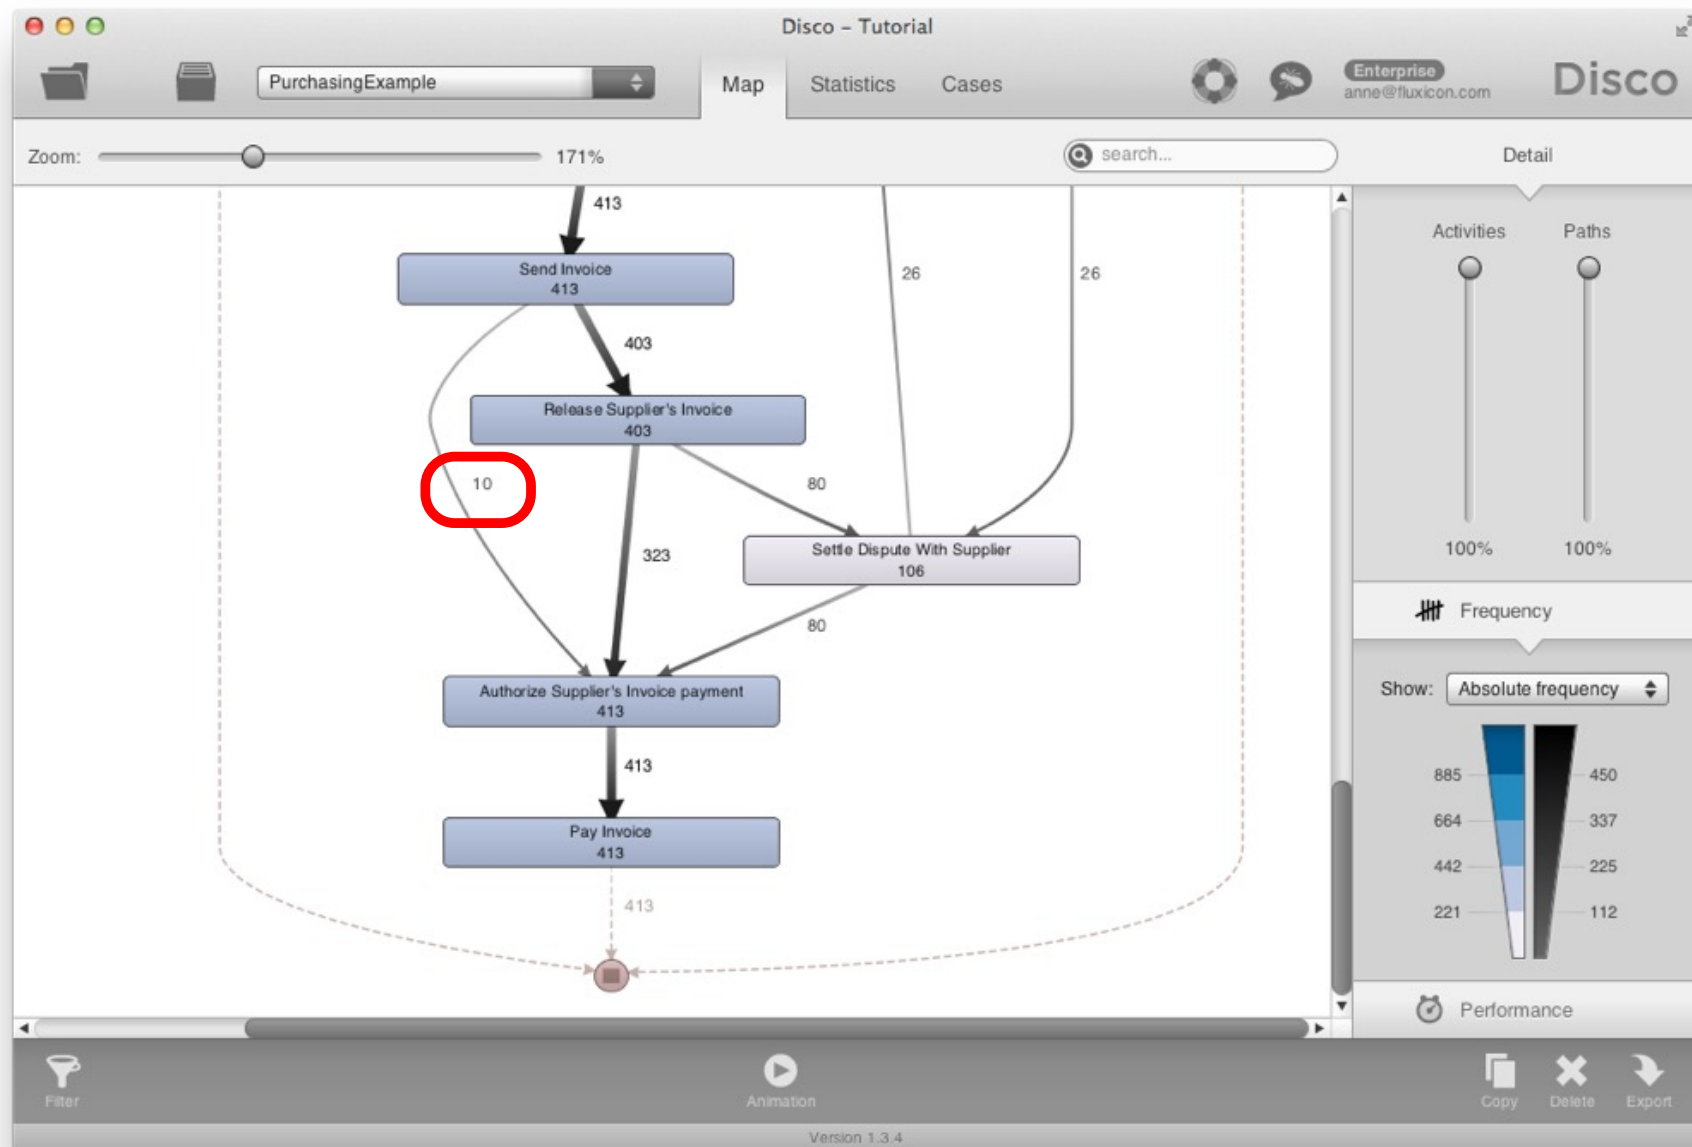 Disco – Tutorial
PurchasingExample
Map
Statistics
Cases
Enterprise
anne@fluxicon.com
Disco
Zoom:
171%
search...
Detail
413
Send Invoice
413
26
26
403
Release Supplier's Invoice
403
10
80
323
Settle Dispute With Supplier
106
80
Authorize Supplier's Invoice payment
413
413
Pay Invoice
413
413
Activities
Paths
100%
100%
Frequency
Show:
Absolute frequency
885
450
664
337
442
225
221
112
Performance
Filter
Animation
Copy
Delete
Export
Version 1.3.4